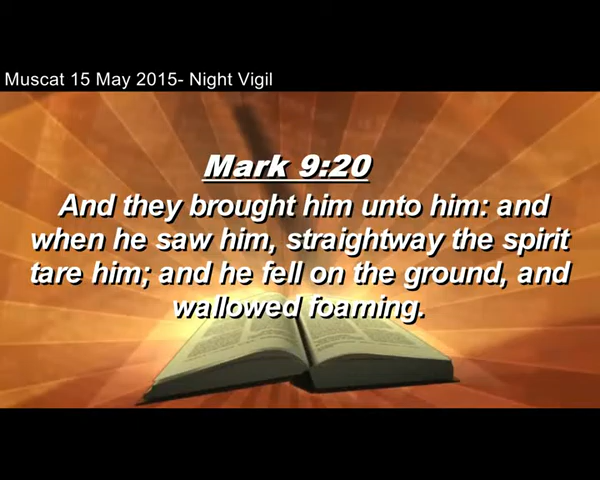 Muscat 15 May 2015- Night Vigil
Mark 9:20
And they brought him unto him: and
when he saw him, straightway the spirit
tare him; and he fell on the ground, and
wallowed foaming.